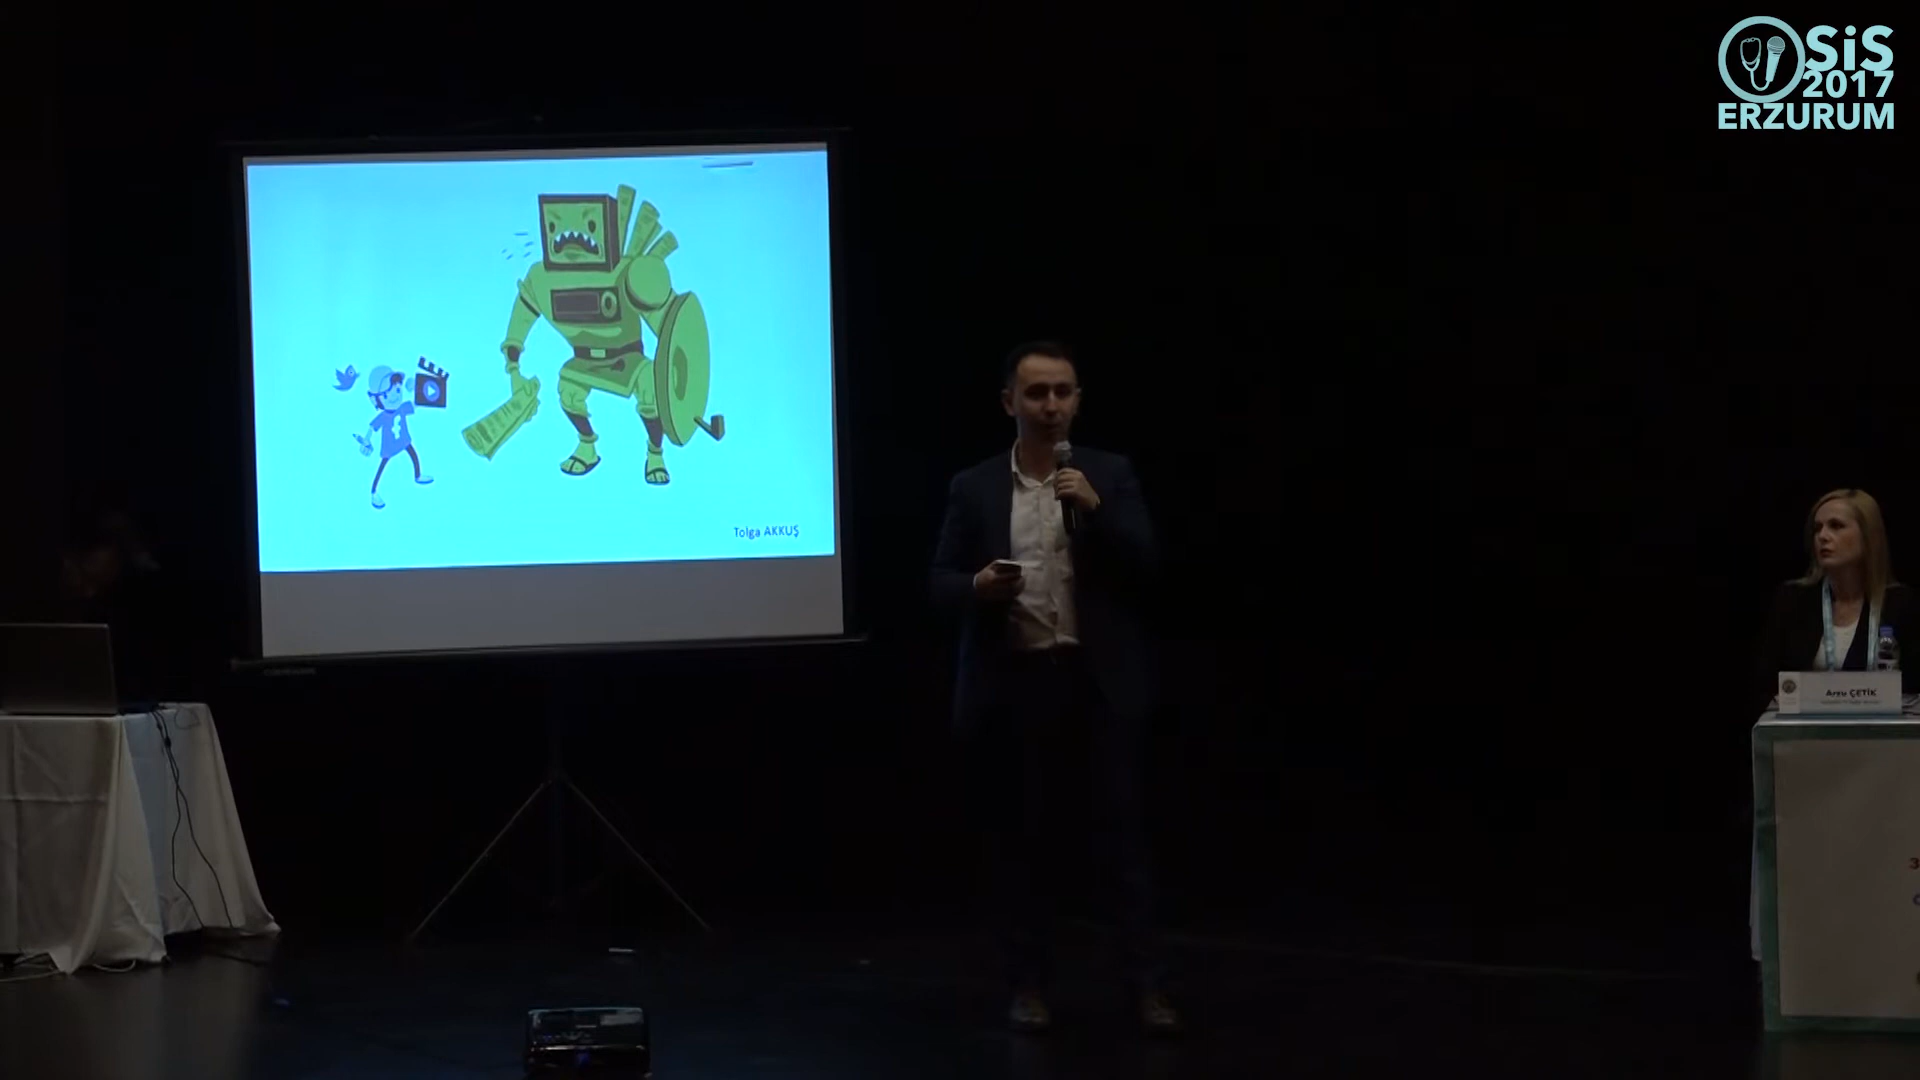 SiS
2017
ERZURUM
Tolga AKKUŞ
Arzu ÇETİK